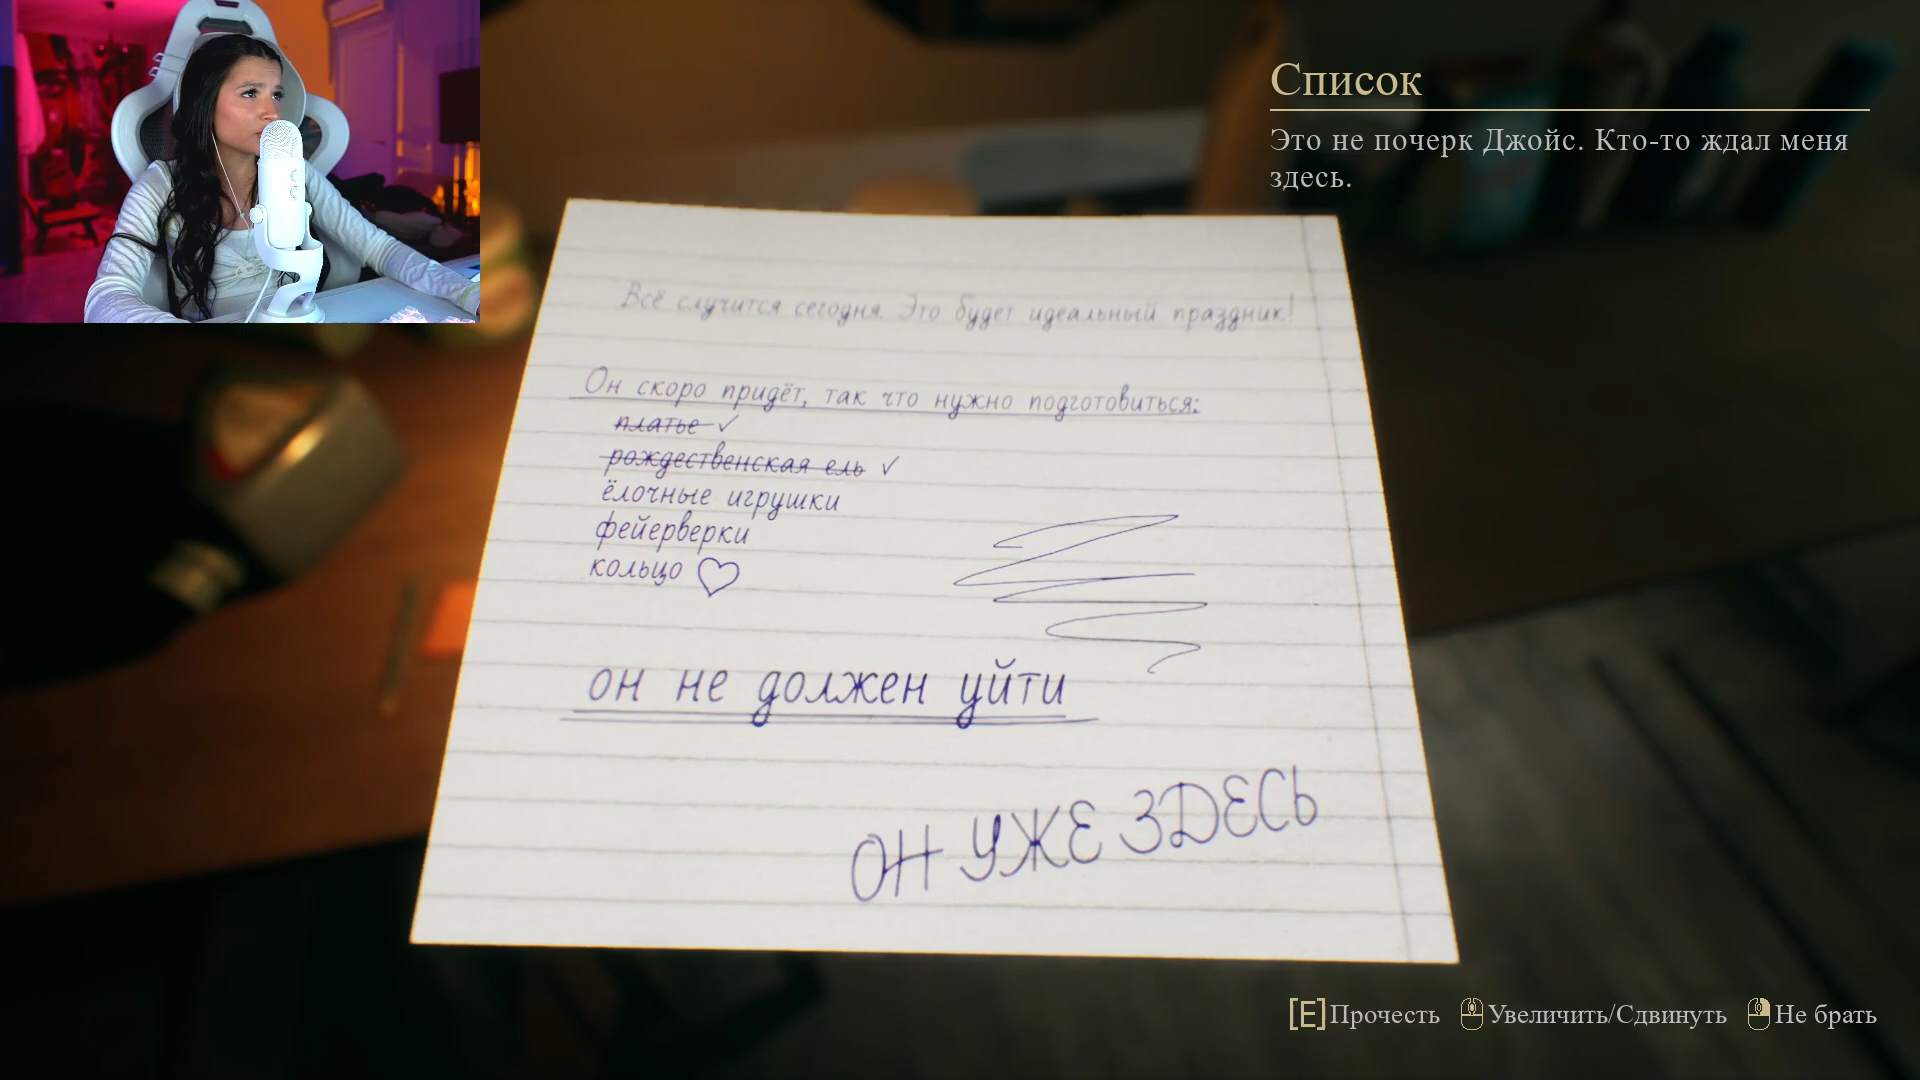 Список
Это не почерк Джойс. Кто-то ждал меня
здесь.
Всё случится сегодня. Это будет идеальный праздник!
Он скоро придёт, так что нужно подготовиться:
платье ✓
рождественская ель ✓
ёлочные игрушки
фейерверки
кольцо ♡
он не должен уйти
ОН УЖЕ ЗДЕСЬ
[E] Прочесть Увеличить/Сдвинуть Не брать